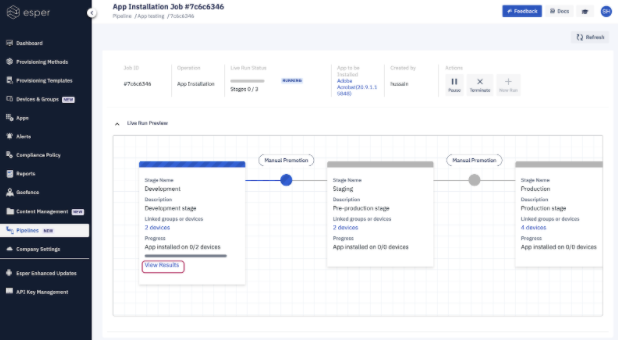 esper
App Installation Job #7c6c6346
Pipeline / App testing / 7c6c6346
Feedback
Docs
BH
Refresh
Dashboard
Provisioning Methods
Provisioning Templates
Devices & Groups NEW
Apps
Alerts
Compliance Policy
Reports
Geofence
Content Management NEW
Pipelines NEW
Company Settings
Esper Enhanced Updates
API Key Management
Job ID
#7c6c6346
Operation
App Installation
Live Run Status
RUNNING
Stages 0 / 3
App to be
Installed
Adobe
Acrobat(20.9.1.1
5840)
Created by
hussain
Actions
Pause
Terminate
New Run
Live Run Preview
Manual Promotion
Manual Promotion
Stage Name
Development
Description
Development stage
Linked groups or devices
2 devices
Progress
App installed on 0/2 devices
View Results
Stage Name
Staging
Description
Pre-production stage
Linked groups or devices
2 devices
Progress
App installed on 0/0 devices
Stage Name
Production
Description
Production stage
Linked groups or devices
4 devices
Progress
App installed on 0/0 devices